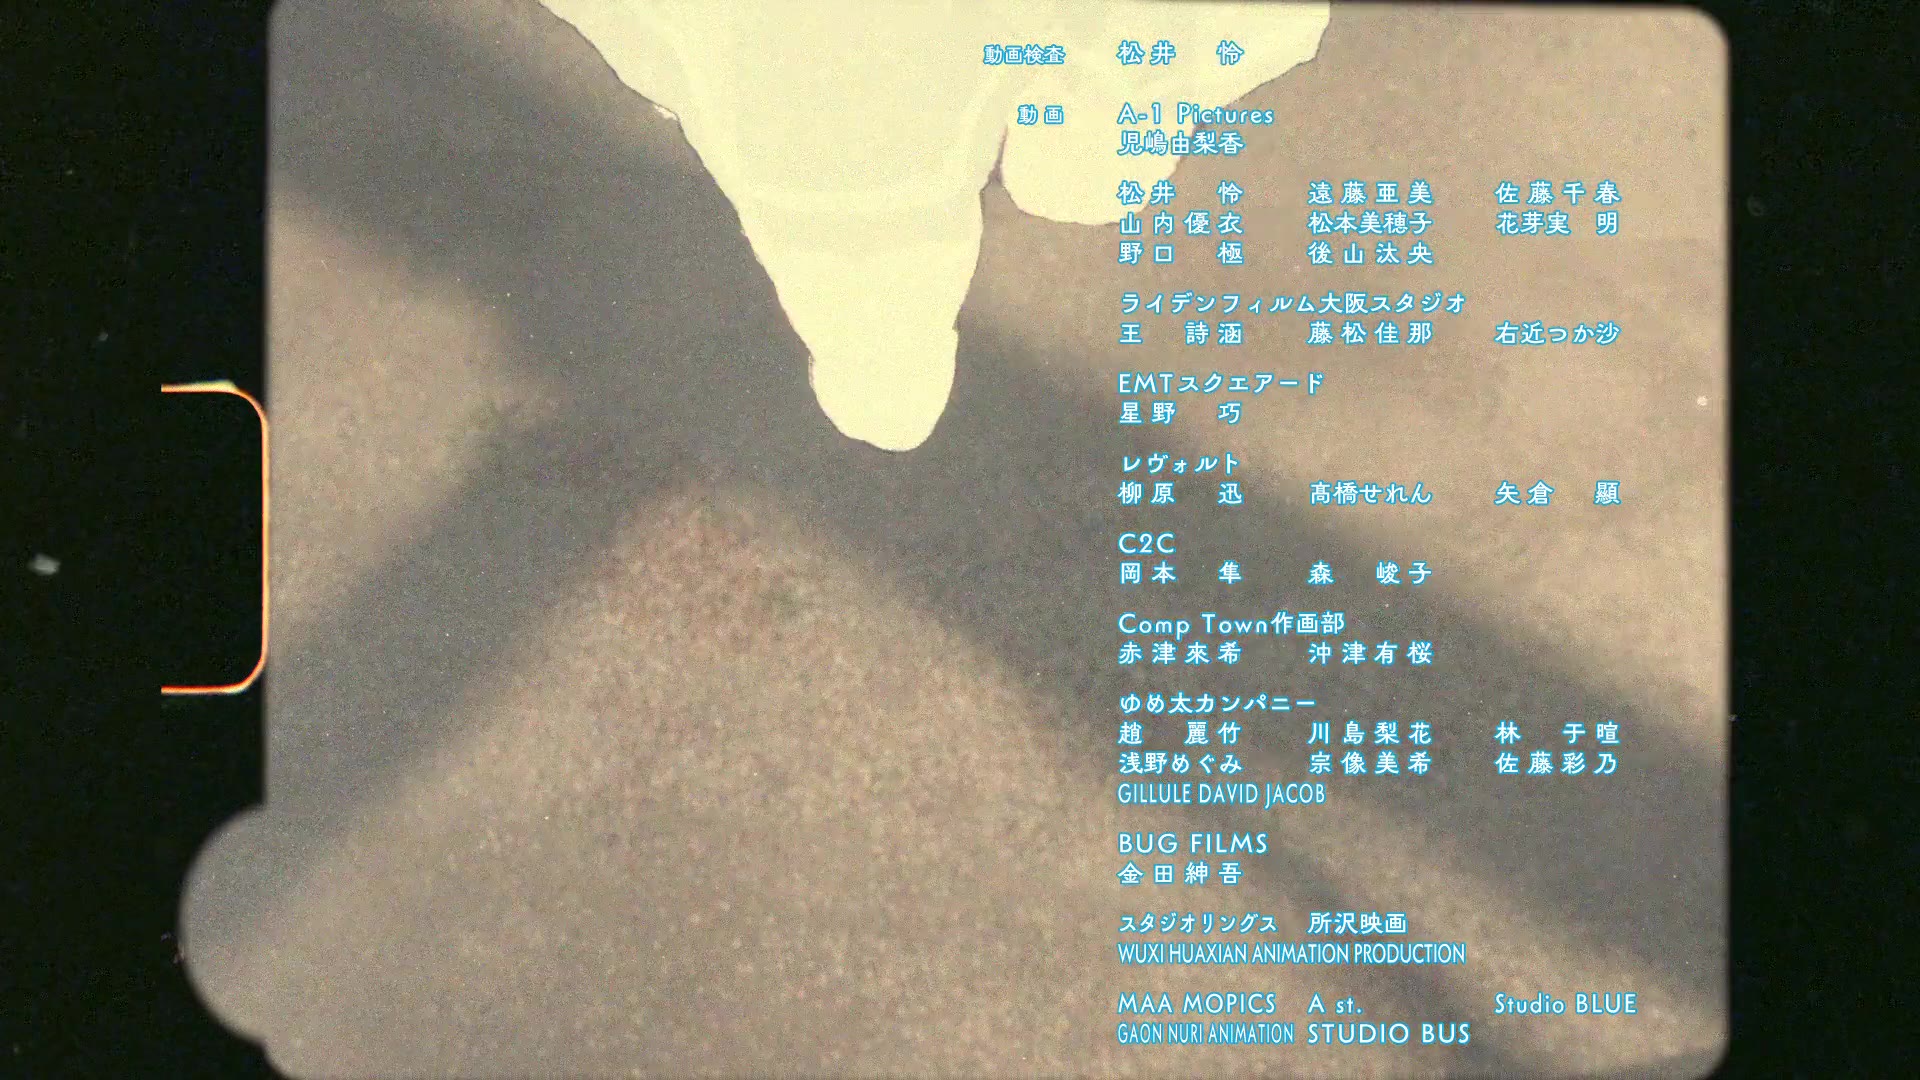 動画検査 松井 怜
動画 A-1 Pictures
児嶋由梨香
松井 怜 遠藤亜美 佐藤千春
山内優衣 松本美穂子 花芽実 明
野口 極 後山汰央
ライデンフィルム大阪スタジオ
王 詩涵 藤松佳那 右近つか沙
EMTスクエアード
星野 巧
レヴォルト
柳原 迅 髙橋せれん 矢倉 顯
C2C
岡本 隼 森 峻子
Comp Town作画部
赤津來希 沖津有桜
ゆめ太カンパニー
趙 麗竹 川島梨花 林 于暄
浅野めぐみ 宗像美希 佐藤彩乃
GILLULE DAVID JACOB
BUG FILMS
金田紳吾
スタジオリングス 所沢映画
WUXI HUAXIAN ANIMATION PRODUCTION
MAA MOPICS A st. Studio BLUE
GAON NURI ANIMATION STUDIO BUS